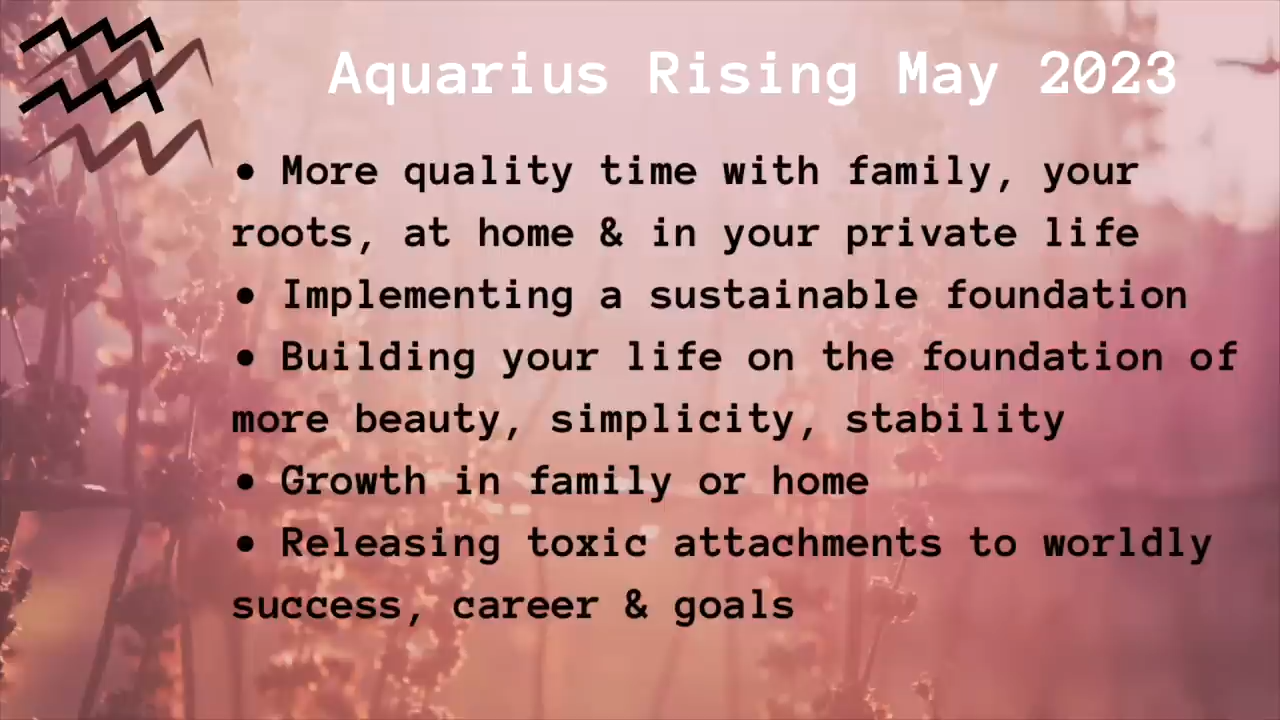 Aquarius Rising May 2023
• More quality time with family, your
roots, at home & in your private life
• Implementing a sustainable foundation
• Building your life on the foundation of
more beauty, simplicity, stability
• Growth in family or home
• Releasing toxic attachments to worldly
success, career & goals